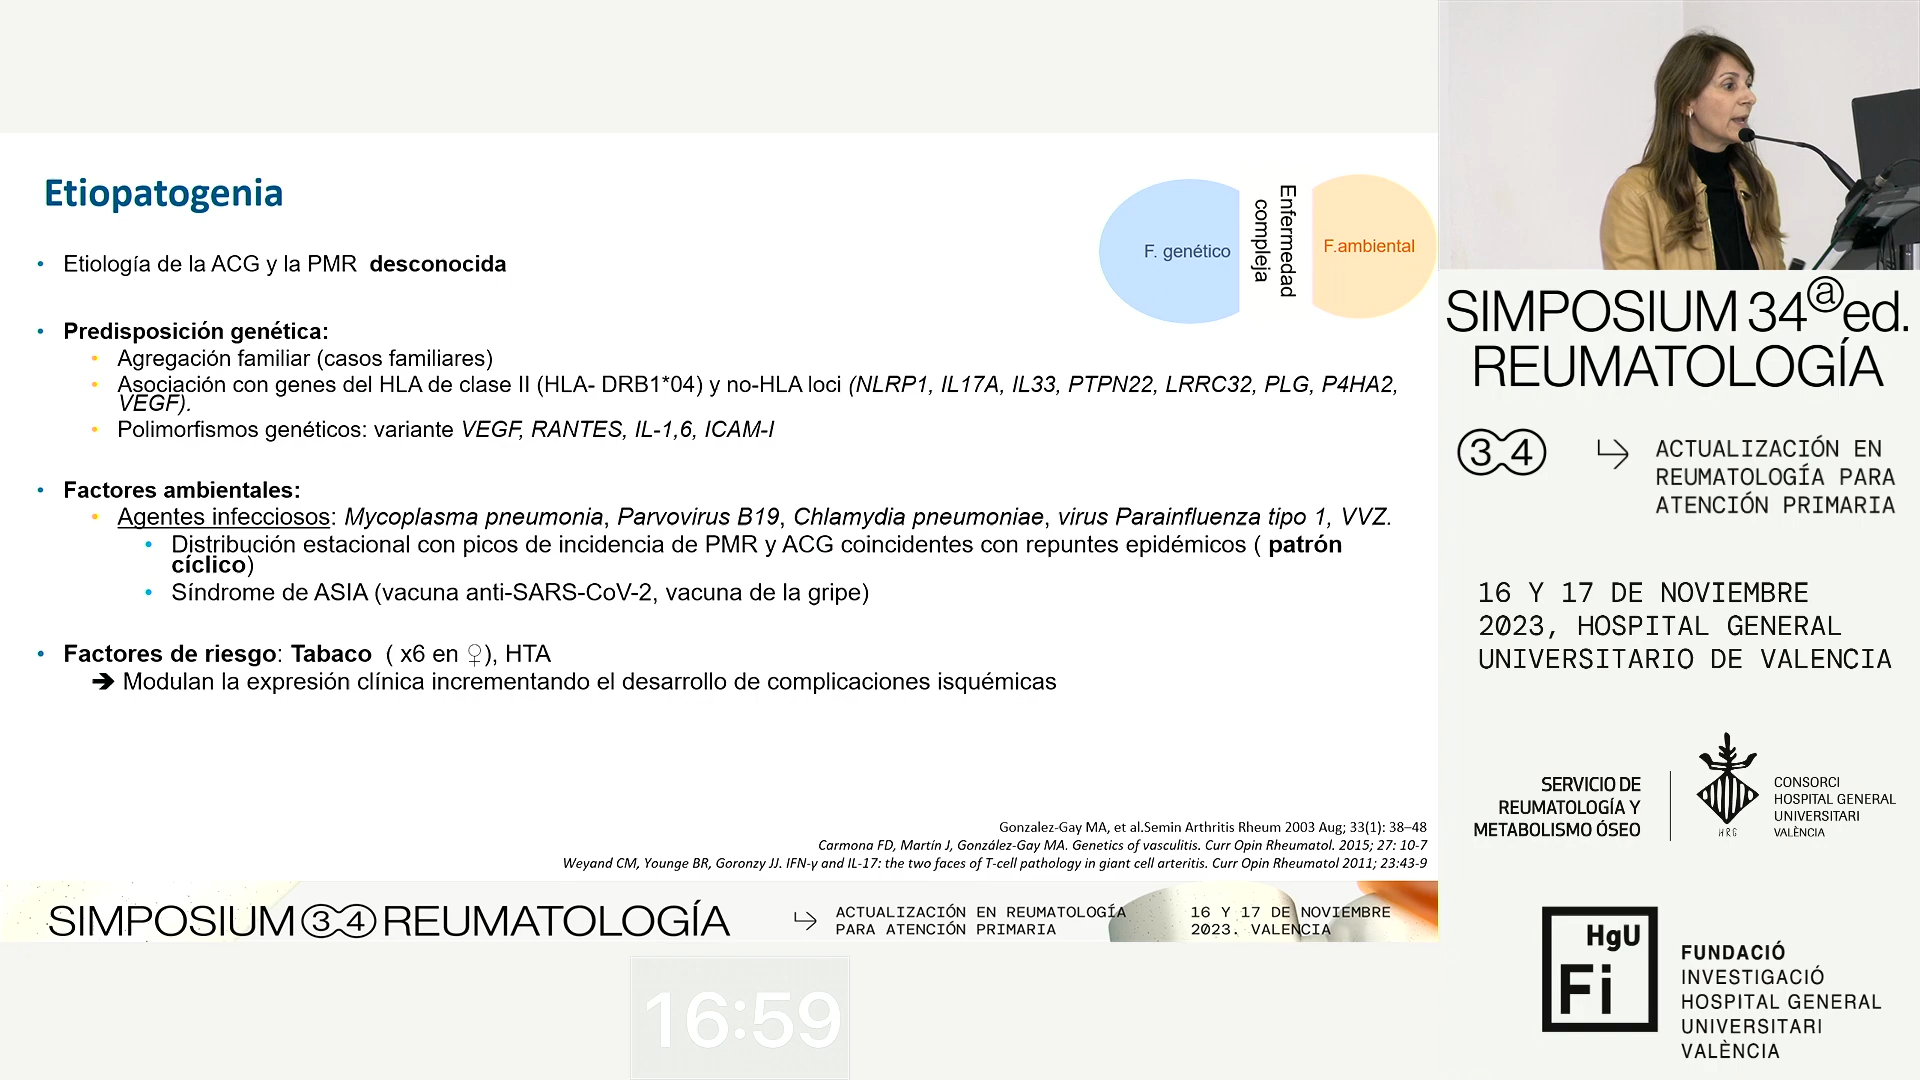 Etiopatogenia
F. genético
Enfermedad
compleja
F.ambiental
• Etiología de la ACG y la PMR desconocida
• Predisposición genética:
• Agregación familiar (casos familiares)
• Asociación con genes del HLA de clase II (HLA- DRB1*04) y no-HLA loci (NLRP1, IL17A, IL33, PTPN22, LRRC32, PLG, P4HA2,
VEGF).
• Polimorfismos genéticos: variante VEGF, RANTES, IL-1,6, ICAM-I
• Factores ambientales:
• Agentes infecciosos: Mycoplasma pneumonia, Parvovirus B19, Chlamydia pneumoniae, virus Parainfluenza tipo 1, VVZ.
• Distribución estacional con picos de incidencia de PMR y ACG coincidentes con repuntes epidémicos ( patrón
cíclico)
• Síndrome de ASIA (vacuna anti-SARS-CoV-2, vacuna de la gripe)
• Factores de riesgo: Tabaco ( x6 en ♀), HTA
➔ Modulan la expresión clínica incrementando el desarrollo de complicaciones isquémicas
Gonzalez-Gay MA, et al.Semin Arthritis Rheum 2003 Aug; 33(1): 38–48
Carmona FD, Martín J, González-Gay MA. Genetics of vasculitis. Curr Opin Rheumatol. 2015; 27: 10-7
Weyand CM, Younge BR, Goronzy JJ. IFN-γ and IL-17: the two faces of T-cell pathology in giant cell arteritis. Curr Opin Rheumatol 2011; 23:43-9
SIMPOSIUM 34 REUMATOLOGÍA
ACTUALIZACIÓN EN REUMATOLOGÍA
PARA ATENCIÓN PRIMARIA
16 Y 17 DE NOVIEMBRE
2023. VALENCIA
16:59
SIMPOSIUM 34ª ed.
REUMATOLOGÍA
34
ACTUALIZACIÓN EN
REUMATOLOGÍA PARA
ATENCIÓN PRIMARIA
16 Y 17 DE NOVIEMBRE
2023, HOSPITAL GENERAL
UNIVERSITARIO DE VALENCIA
SERVICIO DE
REUMATOLOGÍA Y
METABOLISMO ÓSEO
HRG
CONSORCI
HOSPITAL GENERAL
UNIVERSITARI
VALÈNCIA
HgU
Fi
FUNDACIÓ
INVESTIGACIÓ
HOSPITAL GENERAL
UNIVERSITARI
VALÈNCIA